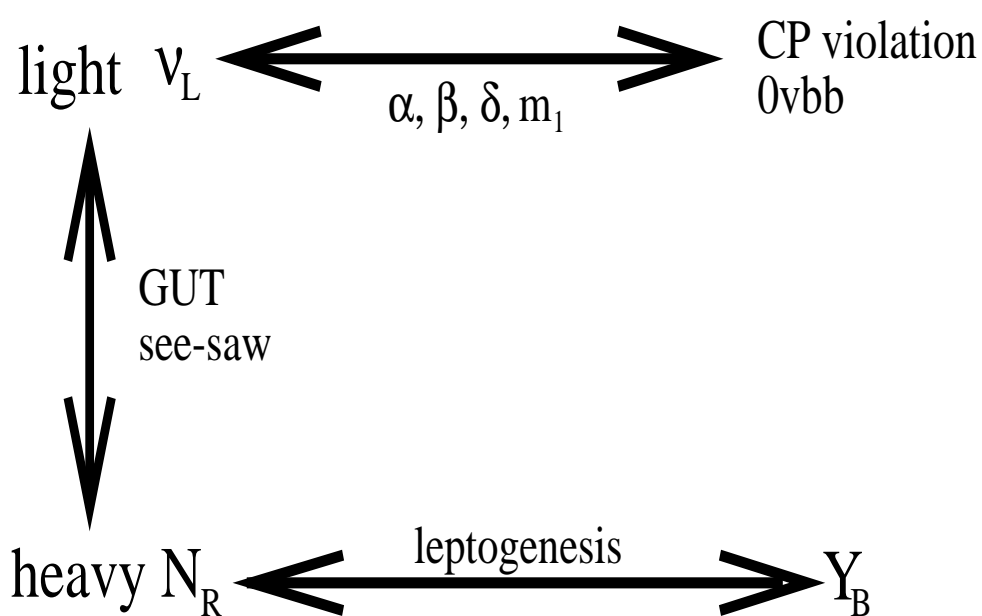 light ν_L
CP violation
0vbb
α, β, δ, m_1
GUT
see-saw
leptogenesis
heavy N_R
Y_B